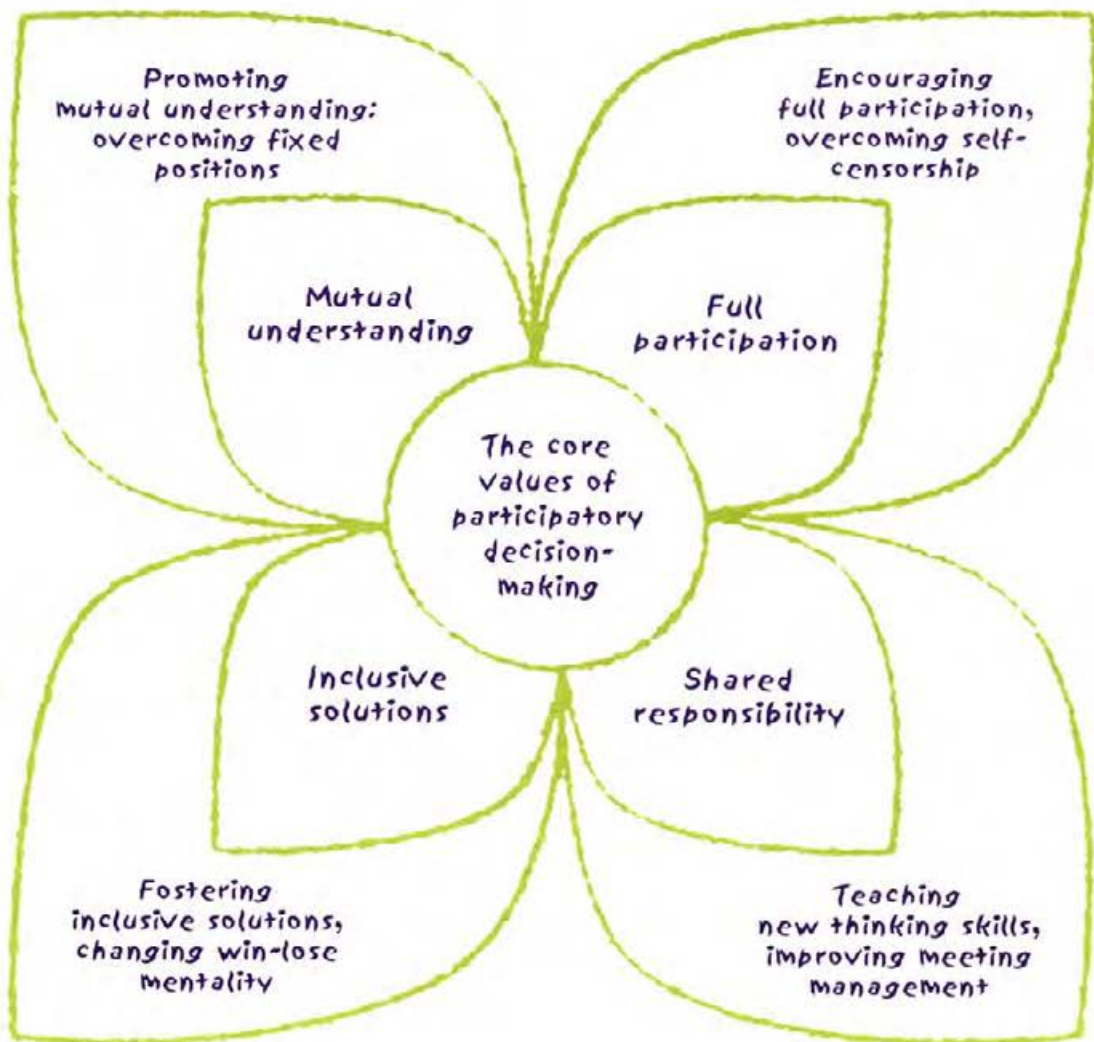 Promoting
mutual understanding:
overcoming fixed
positions
Encouraging
full participation,
overcoming self-
censorship
Mutual
understanding
Full
participation
The core
values of
participatory
decision-
making
Inclusive
solutions
Shared
responsibility
Fostering
inclusive solutions,
changing win-lose
mentality
Teaching
new thinking skills,
improving meeting
management